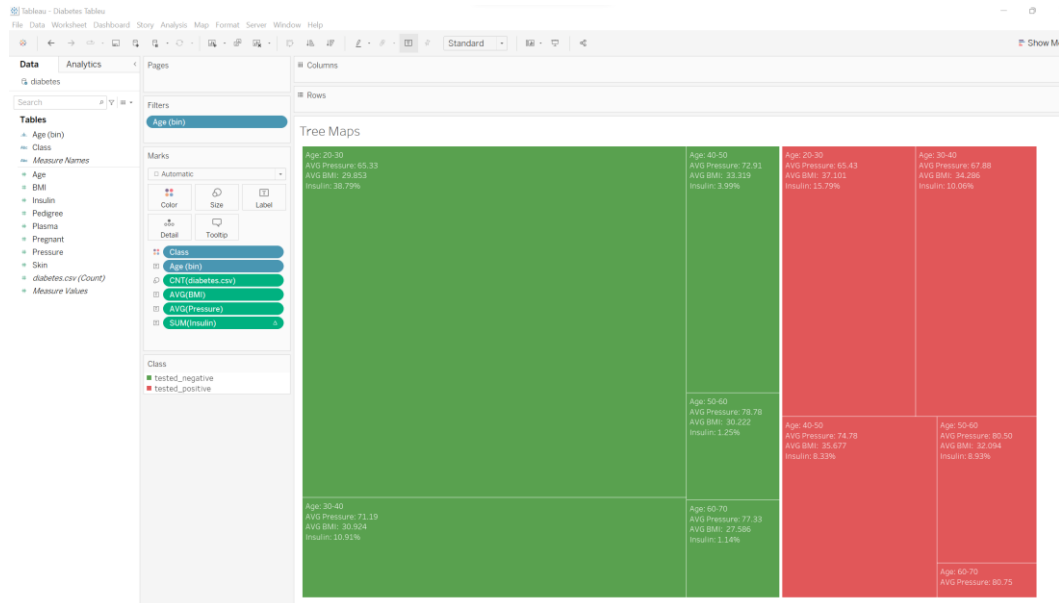 Tableau - Diabetes Tableu
File Data Worksheet Dashboard Story Analysis Map Format Server Window Help
Standard
Show M
Data Analytics
diabetes
Search
Tables
Age (bin)
Class
Measure Names
Age
BMI
Insulin
Pedigree
Plasma
Pregnant
Pressure
Skin
diabetes.csv (Count)
Measure Values
Pages
Filters
Age (bin)
Marks
Automatic
Color Size Label
Detail Tooltip
Class
Age (bin)
CNT(diabetes.csv)
AVG(BMI)
AVG(Pressure)
SUM(Insulin)
Class
tested_negative
tested_positive
Columns
Rows
Tree Maps
Age: 20-30
AVG Pressure: 65.33
AVG BMI: 29.853
Insulin: 38.79%
Age: 30-40
AVG Pressure: 71.19
AVG BMI: 30.924
Insulin: 10.91%
Age: 40-50
AVG Pressure: 72.91
AVG BMI: 33.319
Insulin: 3.99%
Age: 50-60
AVG Pressure: 78.78
AVG BMI: 30.222
Insulin: 1.25%
Age: 60-70
AVG Pressure: 77.33
AVG BMI: 27.586
Insulin: 1.14%
Age: 20-30
AVG Pressure: 65.43
AVG BMI: 37.101
Insulin: 15.79%
Age: 30-40
AVG Pressure: 67.88
AVG BMI: 34.286
Insulin: 10.06%
Age: 40-50
AVG Pressure: 74.78
AVG BMI: 35.677
Insulin: 8.33%
Age: 50-60
AVG Pressure: 80.50
AVG BMI: 32.094
Insulin: 8.93%
Age: 60-70
AVG Pressure: 80.75